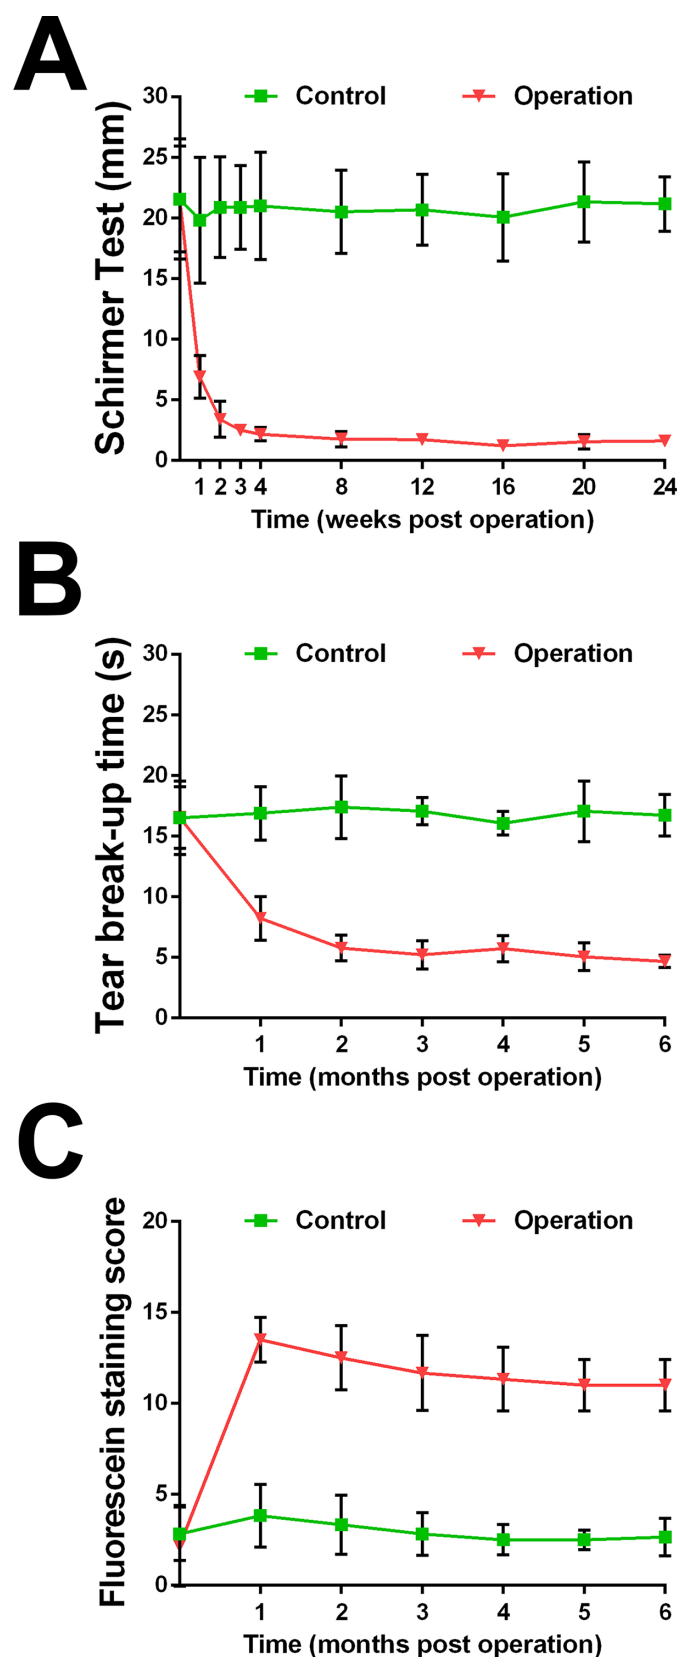 A
Control Operation
Schirmer Test (mm)
30
25
20
15
10
5
0
1 2 3 4 8 12 16 20 24
Time (weeks post operation)
B
Control Operation
Tear break-up time (s)
30
25
20
15
10
5
0
1 2 3 4 5 6
Time (months post operation)
C
Control Operation
Fluorescein staining score
20
15
10
5
0
1 2 3 4 5 6
Time (months post operation)